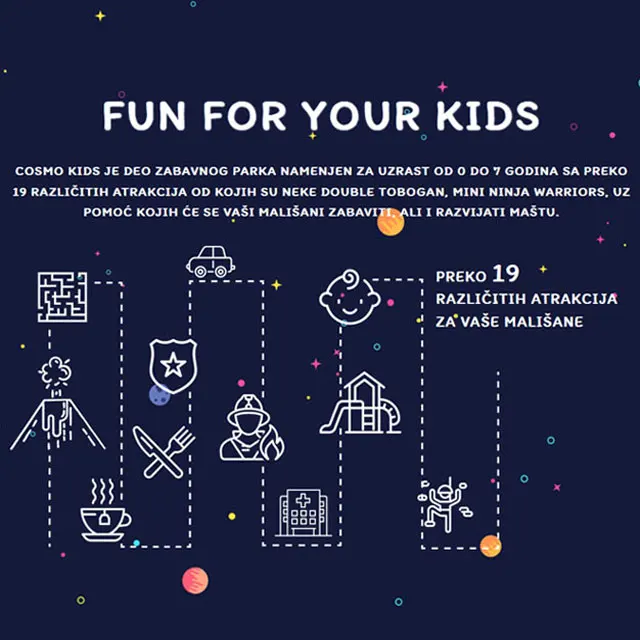 FUN FOR YOUR KIDS
COSMO KIDS JE DEO ZABAVNOG PARKA NAMENJEN ZA UZRAST OD 0 DO 7 GODINA SA PREKO
19 RAZLIČITIH ATRAKCIJA OD KOJIH SU NEKE DOUBLE TOBOGAN, MINI NINJA WARRIORS, UZ
POMOĆ KOJIH ĆE SE VAŠI MALIŠANI ZABAVITI, ALI I RAZVIJATI MAŠTU.
PREKO 19
RAZLIČITIH ATRAKCIJA
ZA VAŠE MALIŠANE